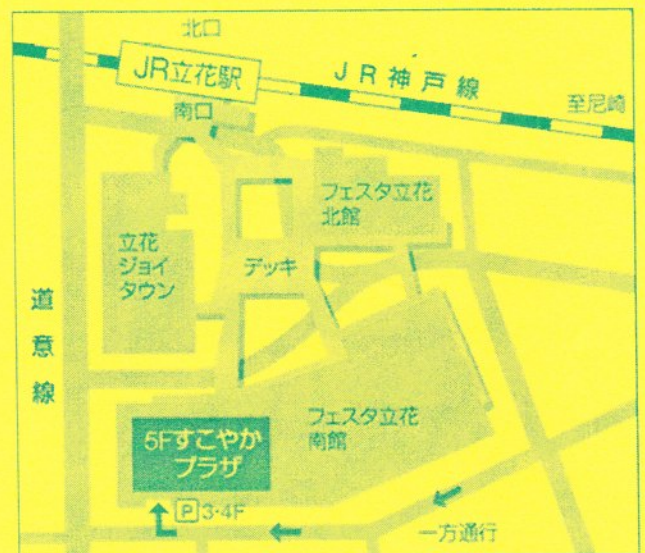 北口
JR立花駅
JR神戸線
至尼崎
南口
フェスタ立花
北館
立花
ジョイ
タウン
デッキ
道意線
フェスタ立花
南館
5Fすこやか
プラザ
P3・4F
一方通行